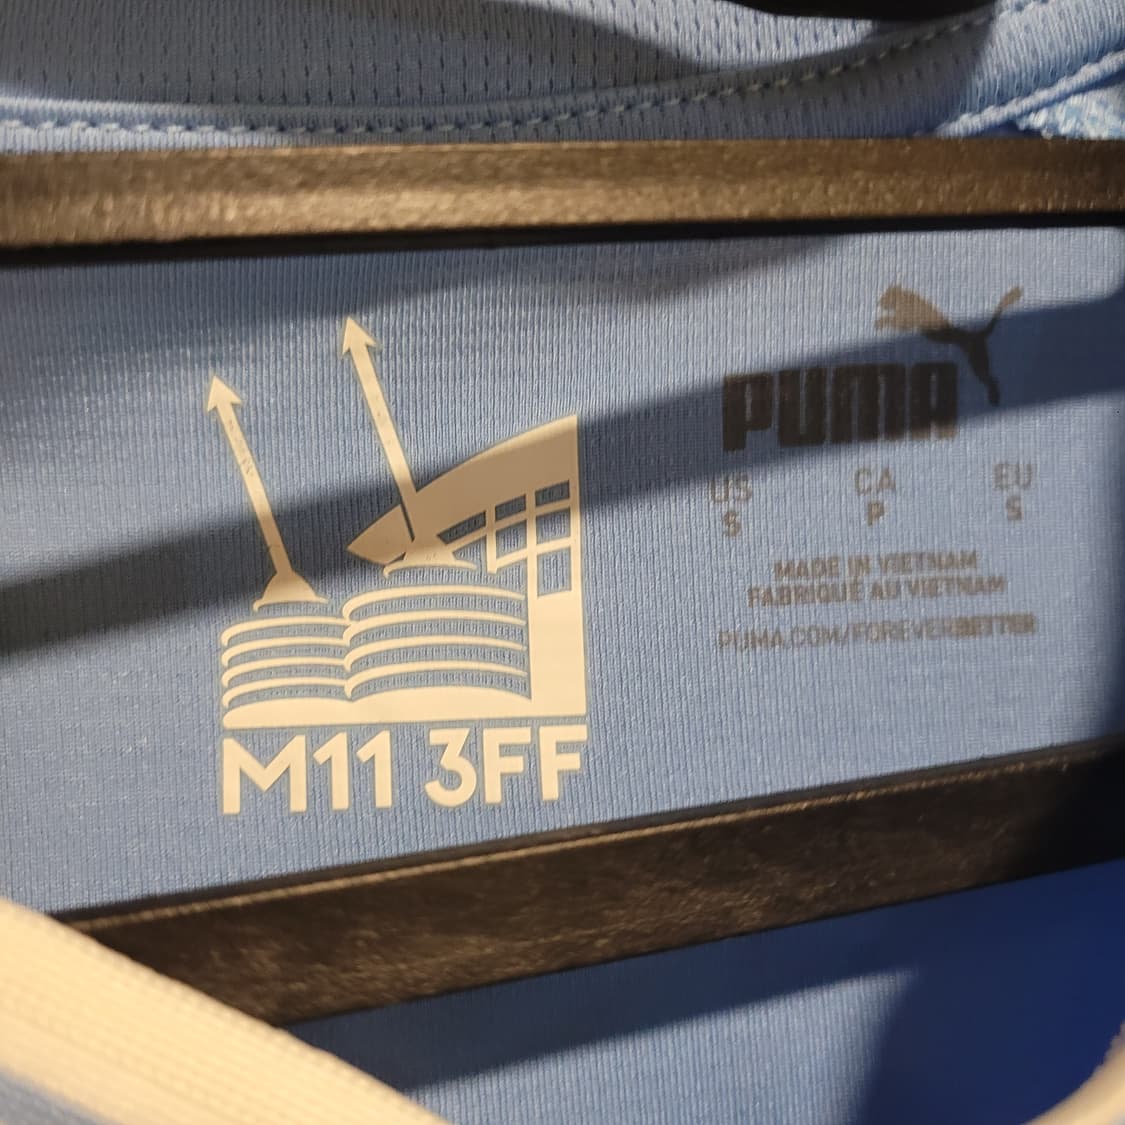 M11 3FF
PUMA
US CA EU
S P S
MADE IN VIETNAM
FABRIQUÉ AU VIETNAM
PUMA.COM/FOREVERBETTER